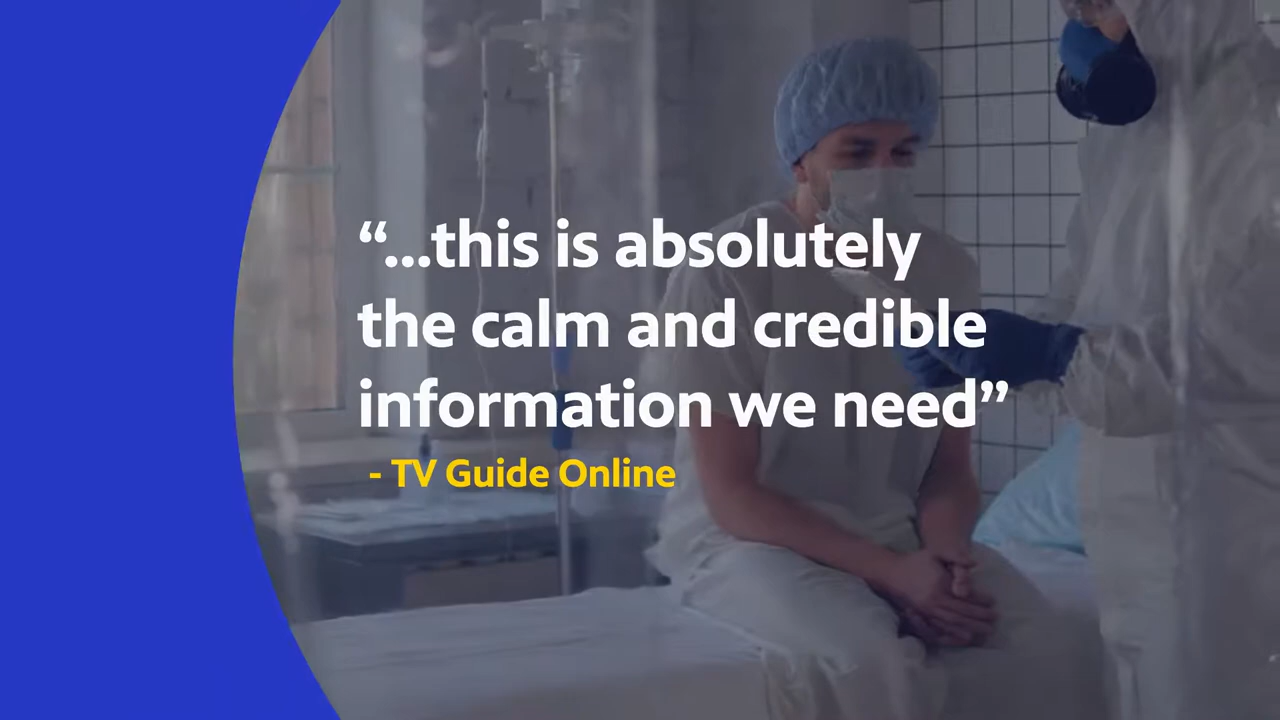 “...this is absolutely
the calm and credible
information we need”
- TV Guide Online